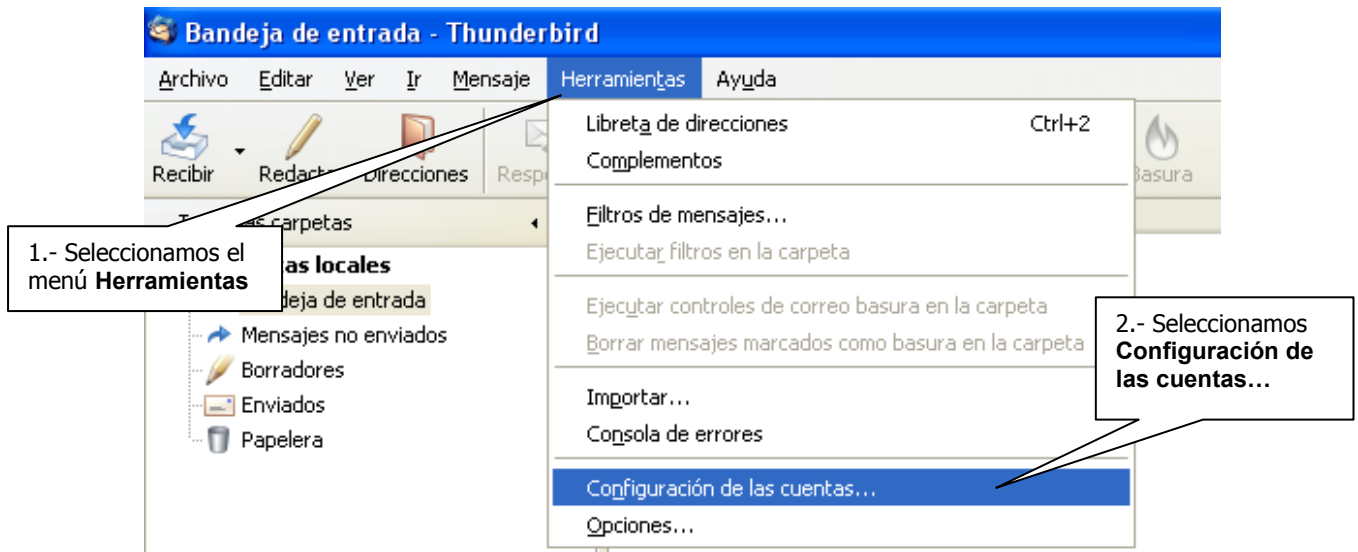 Bandeja de entrada - Thunderbird
Archivo Editar Ver Ir Mensaje Herramientas Ayuda
Recibir Direcciones
carpetas
1.- Seleccionamos el
menú Herramientas
locales
de entrada
Mensajes no enviados
Borradores
Enviados
Papelera
Libreta de direcciones Ctrl+2
Complementos
Filtros de mensajes...
Ejecutar filtros en la carpeta
Ejecutar controles de correo basura en la carpeta
Borrar mensajes marcados como basura en la carpeta
Importar...
Consola de errores
Configuración de las cuentas...
Opciones...
2.- Seleccionamos
Configuración de
las cuentas…